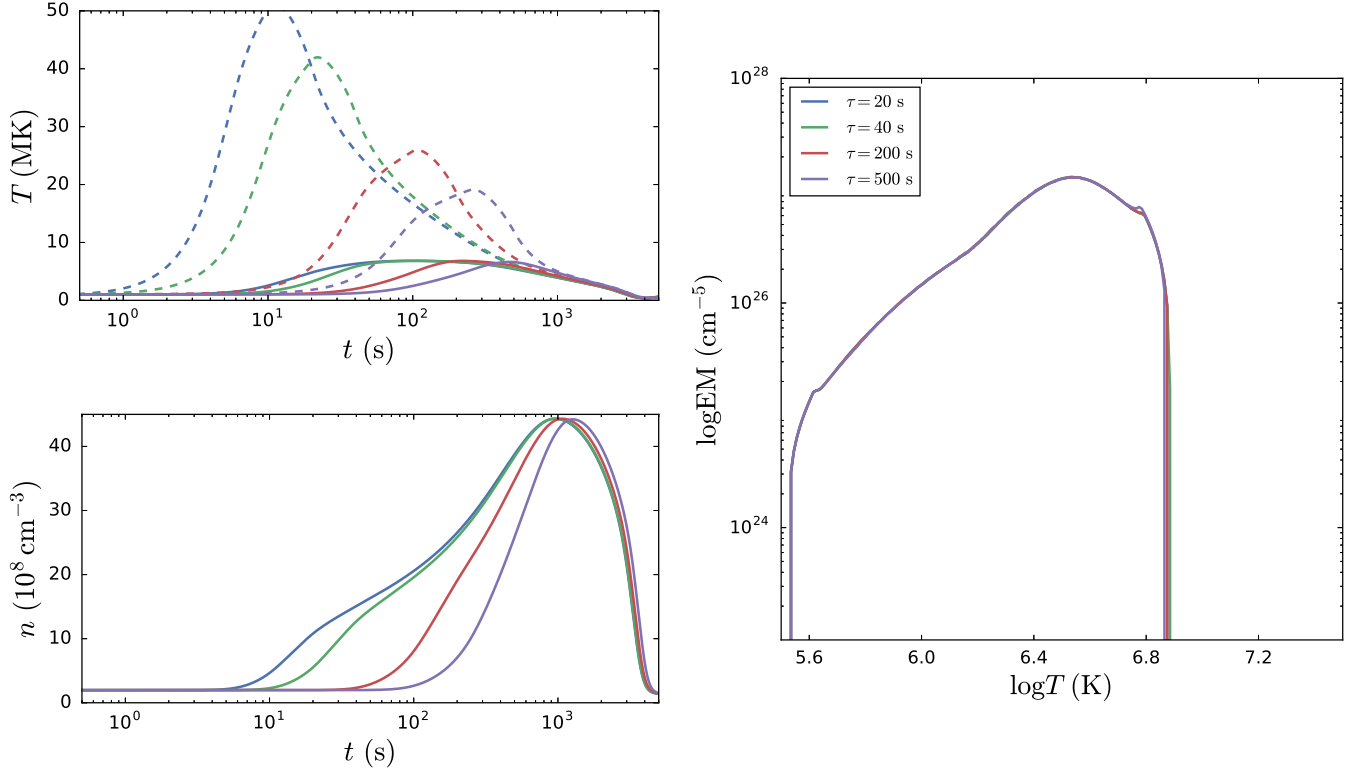 50
40
30
20
10
0
T (MK)
10⁰ 10¹ 10² 10³
t (s)
40
30
20
10
0
n (10⁸ cm⁻³)
10⁰ 10¹ 10² 10³
t (s)
10²⁸
10²⁶
10²⁴
logEM (cm⁻⁵)
τ = 20 s
τ = 40 s
τ = 200 s
τ = 500 s
5.6 6.0 6.4 6.8 7.2
logT (K)